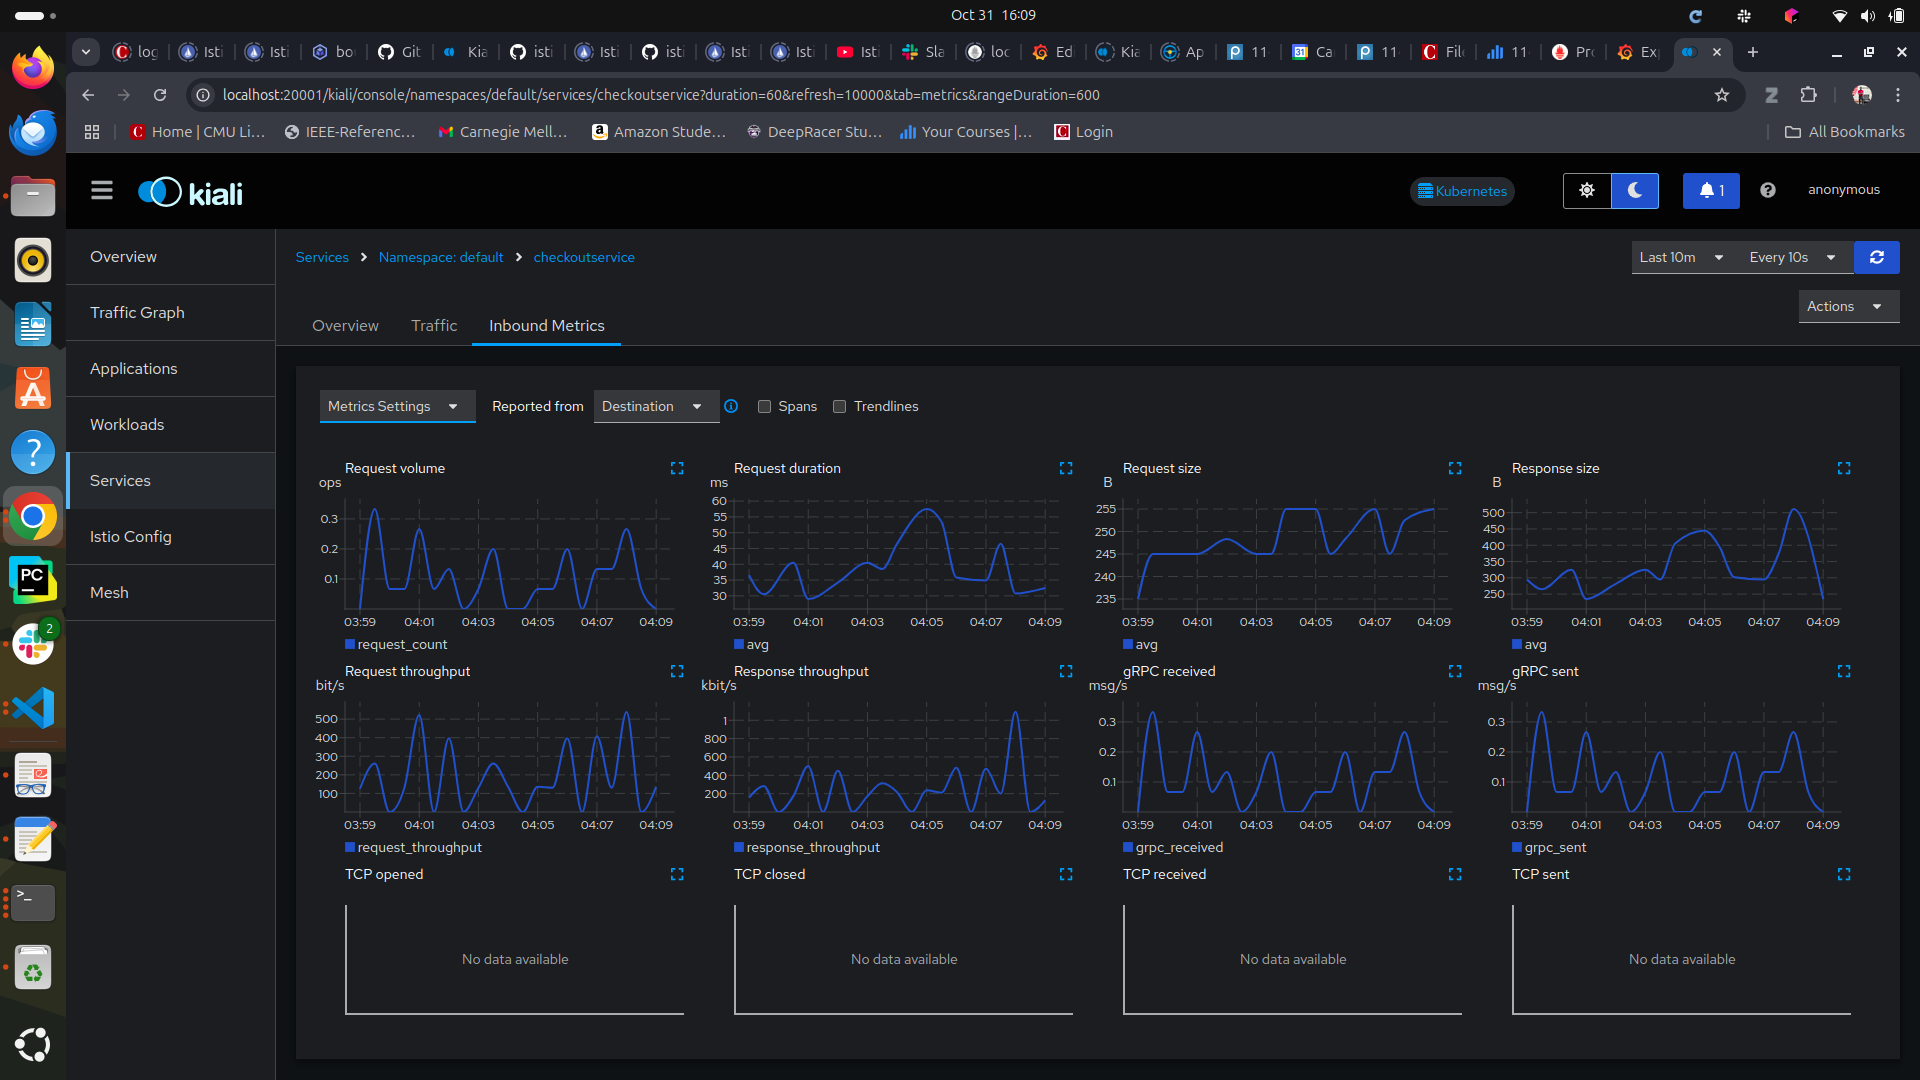 Oct 31 16:09
log
Isti
Isti
bo
Git
Kia
isti
Isti
isti
Isti
Isti
Isti
Sla
loc
Edi
Kia
Ap
11
Ca
11
File
11
Pro
Ex
localhost:20001/kiali/console/namespaces/default/services/checkoutservice?duration=60&refresh=10000&tab=metrics&rangeDuration=600
Home | CMU Li...
IEEE-Referenc...
Carnegie Mell...
Amazon Stude...
DeepRacer Stu...
Your Courses |...
Login
All Bookmarks
kiali
Kubernetes
1
anonymous
Overview
Traffic Graph
Applications
Workloads
Services
Istio Config
Mesh
Services > Namespace: default > checkoutservice
Last 10m
Every 10s
Actions
Overview
Traffic
Inbound Metrics
Metrics Settings
Reported from
Destination
Spans
Trendlines
Request volume
ops
0.3
0.2
0.1
03:59 04:01 04:03 04:05 04:07 04:09
request_count
Request duration
ms
60
55
50
45
40
35
30
03:59 04:01 04:03 04:05 04:07 04:09
avg
Request size
B
255
250
245
240
235
03:59 04:01 04:03 04:05 04:07 04:09
avg
Response size
B
500
450
400
350
300
250
03:59 04:01 04:03 04:05 04:07 04:09
avg
Request throughput
bit/s
500
400
300
200
100
03:59 04:01 04:03 04:05 04:07 04:09
request_throughput
Response throughput
kbit/s
1
800
600
400
200
03:59 04:01 04:03 04:05 04:07 04:09
response_throughput
gRPC received
msg/s
0.3
0.2
0.1
03:59 04:01 04:03 04:05 04:07 04:09
grpc_received
gRPC sent
msg/s
0.3
0.2
0.1
03:59 04:01 04:03 04:05 04:07 04:09
grpc_sent
TCP opened
No data available
TCP closed
No data available
TCP received
No data available
TCP sent
No data available
PC
2